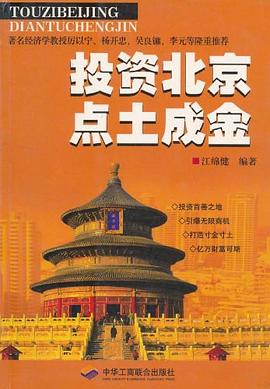 TOUZIBEIJING
DIANTUCHENGJIN
著名经济学教授厉以宁、杨开忠、吴良镛、李元等隆重推荐
投资北京
点土成金
■江绵健 编著
◇投资首善之地
◇引爆无限商机
◇打造寸金寸土
◇亿万财富可期
中华工商联合出版社